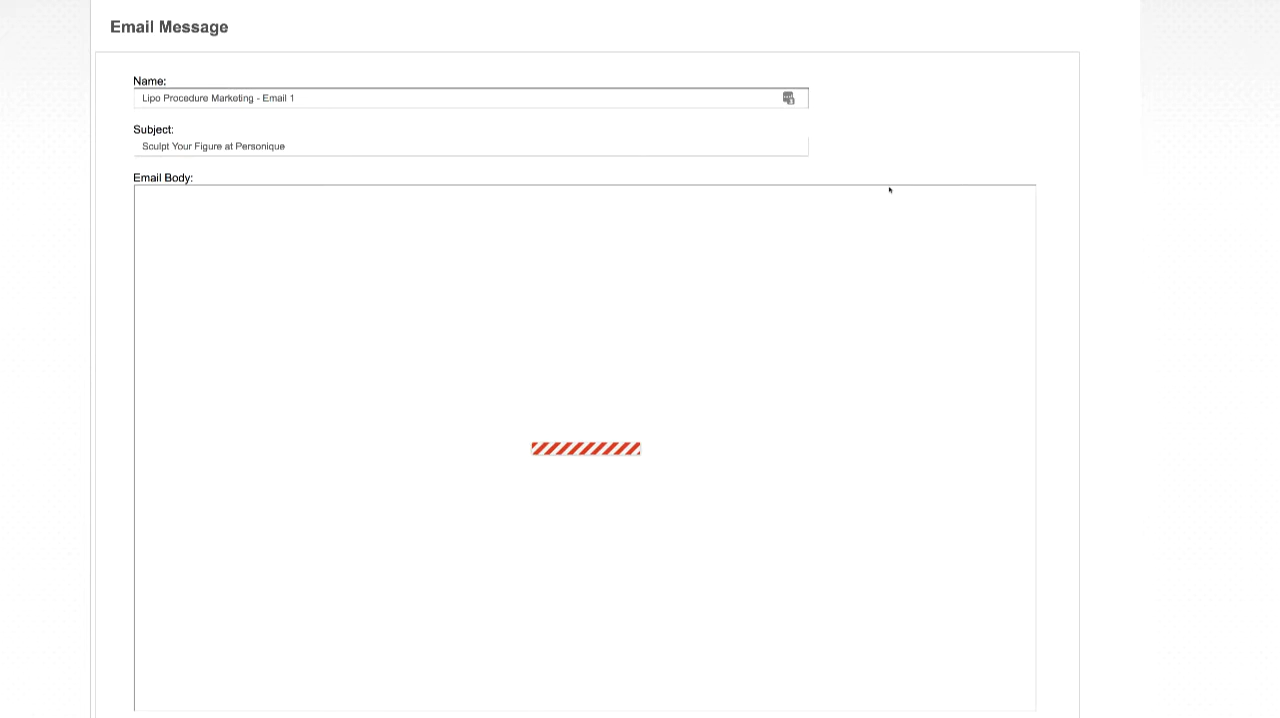 Email Message
Name:
Lipo Procedure Marketing - Email 1
Subject:
Sculpt Your Figure at Personique
Email Body: